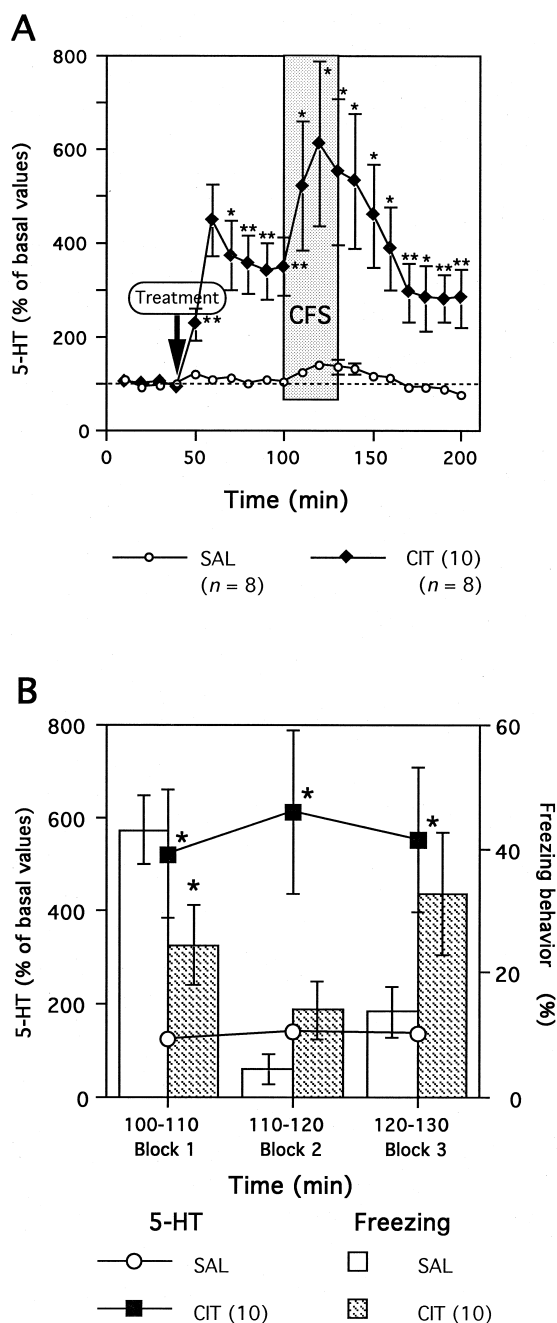 A
800
600
400
200
0
5-HT (% of basal values)
* * * * * * * ** ** ** ** ** * ** **
Treatment
CFS
0 50 100 150 200
Time (min)
SAL CIT (10)
(n = 8) (n = 8)
B
800 60
600
40
400
20
200
0 0
5-HT (% of basal values)
Freezing behavior (%)
* * * *
100-110 110-120 120-130
Block 1 Block 2 Block 3
Time (min)
5-HT Freezing
SAL SAL
CIT (10) CIT (10)